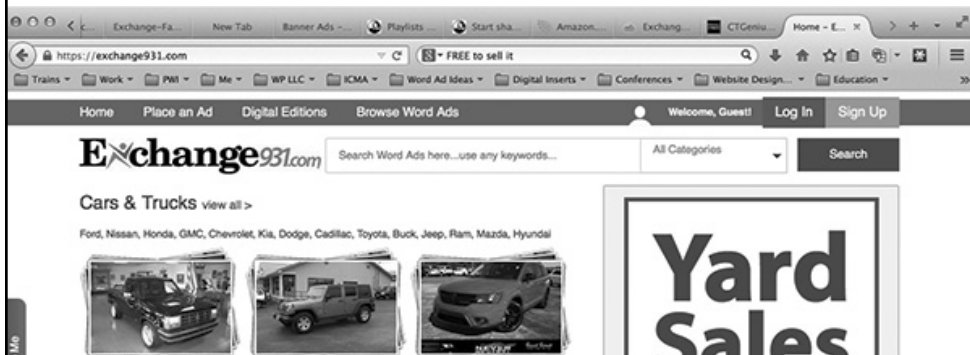 c... Exchange-Fa... New Tab Banner Ads -... Playlists ... Start sha... Amazon,... Exchang... CTGeniu... Home - E...
https://exchange931.com FREE to sell it
Trains Work PWI Me WP LLC ICMA Word Ad Ideas Digital Inserts Conferences Website Design... Education
Home Place an Ad Digital Editions Browse Word Ads Welcome, Guest! Log In Sign Up
Exchange931.com Search Word Ads here...use any keywords... All Categories Search
Cars & Trucks view all >
Ford, Nissan, Honda, GMC, Chevrolet, Kia, Dodge, Cadillac, Toyota, Buck, Jeep, Ram, Mazda, Hyundai
Yard
Sales
Me
NEVER